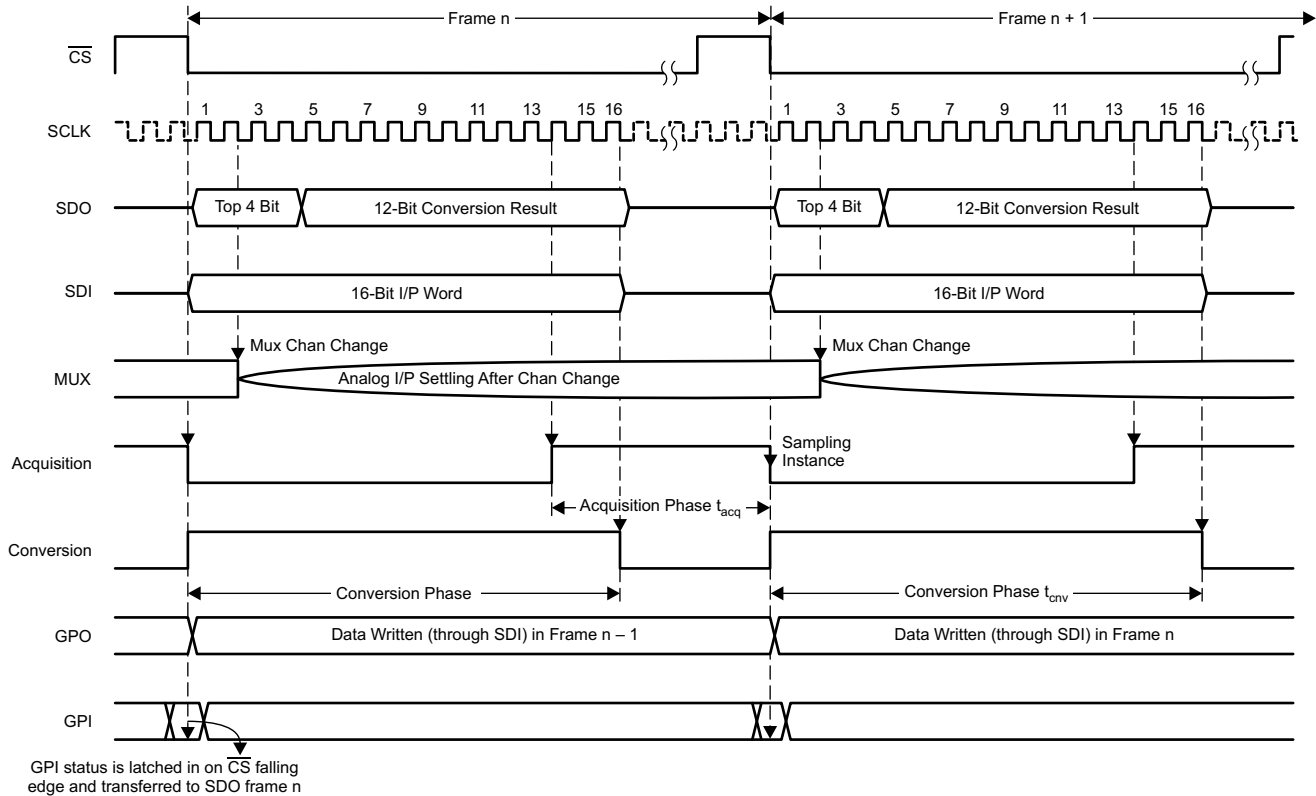 Frame n
Frame n + 1
CS
1 3 5 7 9 11 13 15 16 1 3 5 7 9 11 13 15 16
SCLK
SDO
Top 4 Bit
12-Bit Conversion Result
Top 4 Bit
12-Bit Conversion Result
SDI
16-Bit I/P Word
16-Bit I/P Word
Mux Chan Change
Mux Chan Change
MUX
Analog I/P Settling After Chan Change
Acquisition
Sampling
Instance
Acquisition Phase tacq
Conversion
Conversion Phase
Conversion Phase tcnv
GPO
Data Written (through SDI) in Frame n – 1
Data Written (through SDI) in Frame n
GPI
GPI status is latched in on CS falling
edge and transferred to SDO frame n